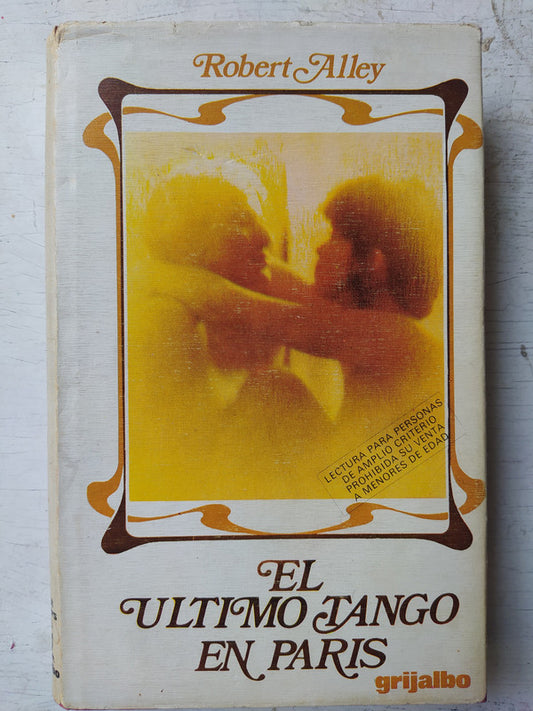 Robert Alley
LECTURA PARA PERSONAS
DE AMPLIO CRITERIO
PROHIBIDA SU VENTA
A MENORES DE EDAD
EL
ULTIMO TANGO
EN PARIS
grijalbo